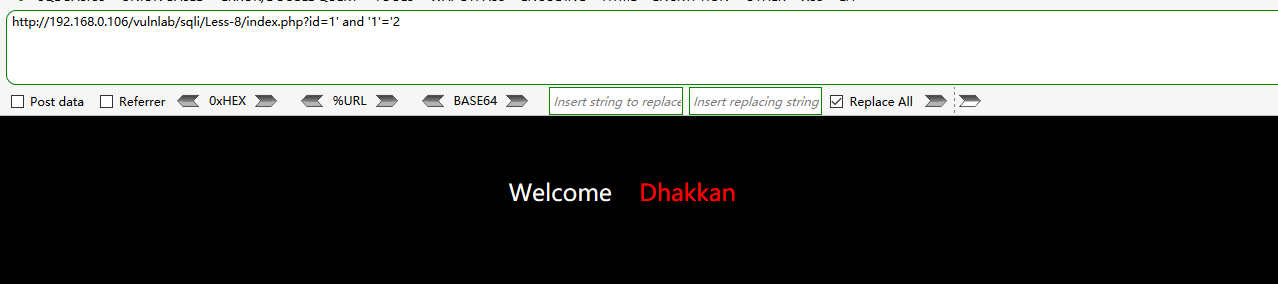 http://192.168.0.106/vulnlab/sqli/Less-8/index.php?id=1' and '1'='2
Post data Referrer 0xHEX %URL BASE64 Insert string to replace Insert replacing string Replace All
Welcome Dhakkan